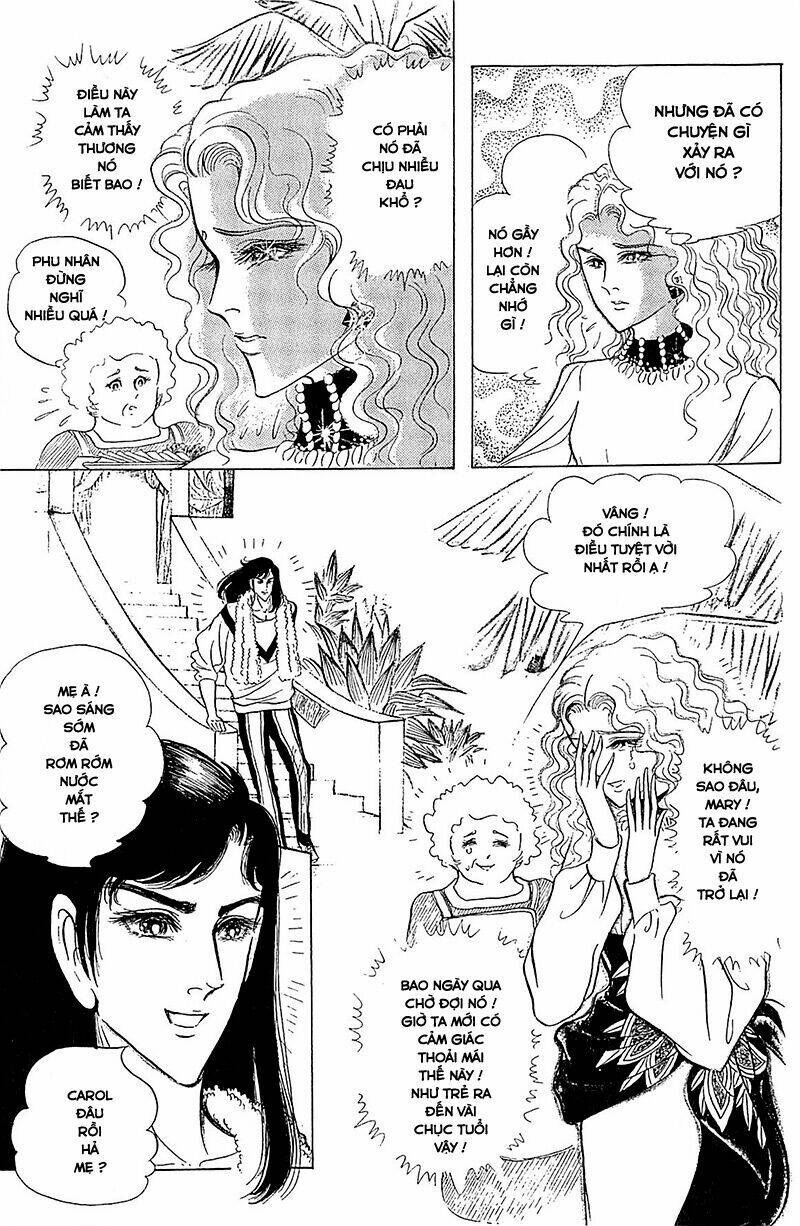 NHƯNG ĐÃ CÓ
CHUYỆN GÌ
XẢY RA
VỚI NÓ ?
NÓ GẦY
HƠN !
LẠI CÒN
CHẲNG
NHỚ
GÌ !
CÓ PHẢI
NÓ ĐÃ
CHỊU NHIỀU
ĐAU
KHỔ ?
ĐIỀU NÀY
LÀM TA
CẢM THẤY
THƯƠNG
NÓ
BIẾT BAO !
PHU NHÂN
ĐỪNG
NGHĨ
NHIỀU QUÁ !
VÂNG !
ĐÓ CHÍNH LÀ
ĐIỀU TUYỆT VỜI
NHẤT RỒI Ạ !
KHÔNG
SAO ĐÂU,
MARY !
TA ĐANG
RẤT VUI
VÌ NÓ
ĐÃ
TRỞ LẠI !
BAO NGÀY QUA
CHỜ ĐỢI NÓ !
GIỜ TA MỚI CÓ
CẢM GIÁC
THOẢI MÁI
THẾ NÀY !
NHƯ TRẺ RA
ĐẾN VÀI
CHỤC TUỔI
VẬY !
MẸ À !
SAO SÁNG
SỚM
ĐÃ
RƠM RỚM
NƯỚC
MẮT
THẾ ?
CAROL
ĐÂU
RỒI
HẢ
MẸ ?